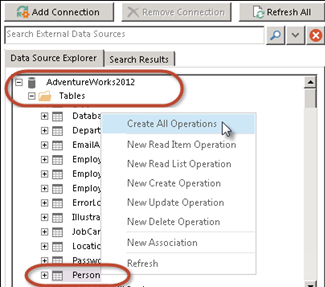 Add Connection Remove Connection Refresh All
Search External Data Sources
Data Source Explorer Search Results
AdventureWorks2012
Tables
Databa
Depar
EmailA
Employ
Employ
Employ
ErrorLo
Illustra
JobCan
Locatio
Passwo
Person
Create All Operations
New Read Item Operation
New Read List Operation
New Create Operation
New Update Operation
New Delete Operation
New Association
Refresh